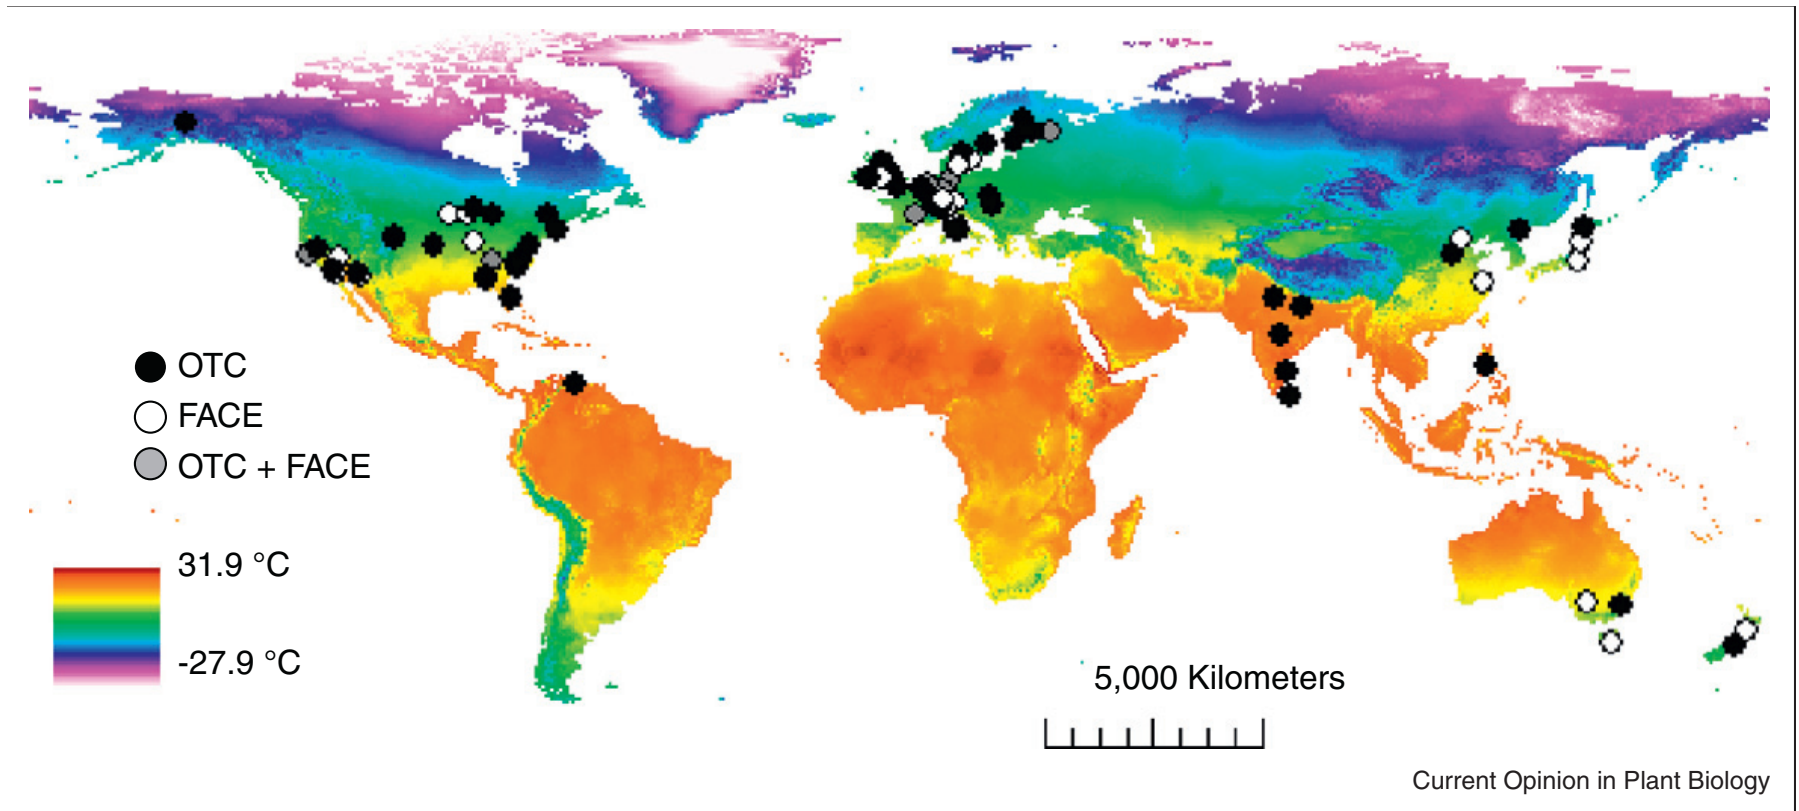 OTC
FACE
OTC + FACE
31.9 °C
-27.9 °C
5,000 Kilometers
Current Opinion in Plant Biology